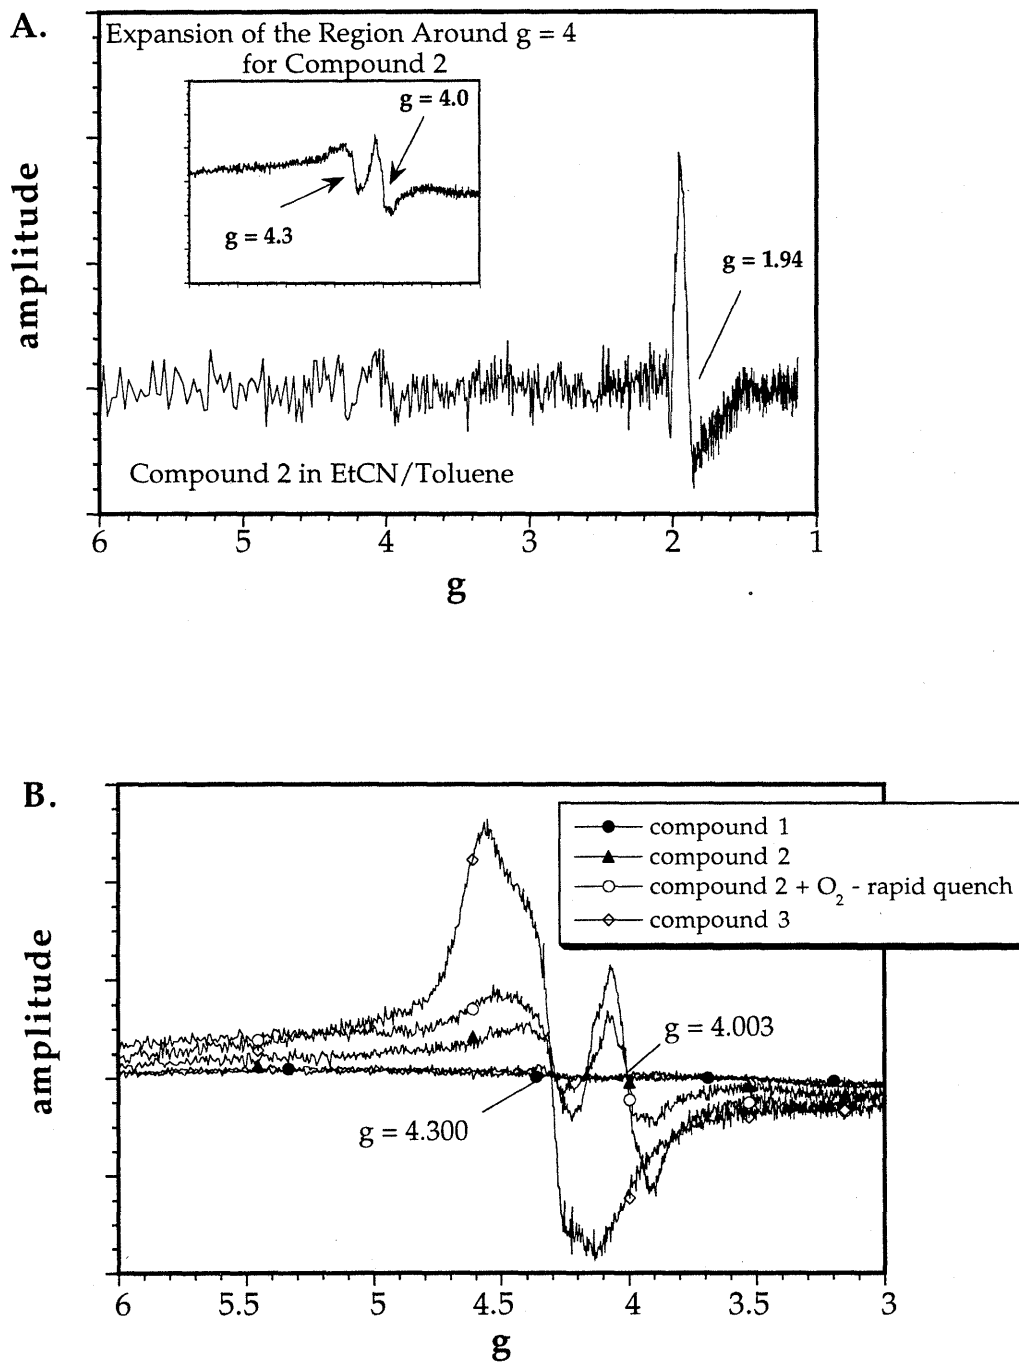 A.
Expansion of the Region Around g = 4
for Compound 2
g = 4.0
g = 4.3
g = 1.94
amplitude
Compound 2 in EtCN/Toluene
6 5 4 3 2 1
g
B.
compound 1
compound 2
compound 2 + O2 - rapid quench
compound 3
g = 4.003
g = 4.300
amplitude
6 5.5 5 4.5 4 3.5 3
g